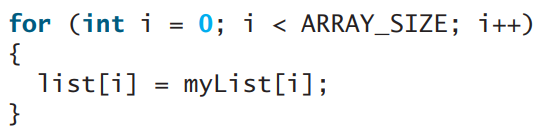 for (int i = 0; i < ARRAY_SIZE; i++)
{
  list[i] = myList[i];
}